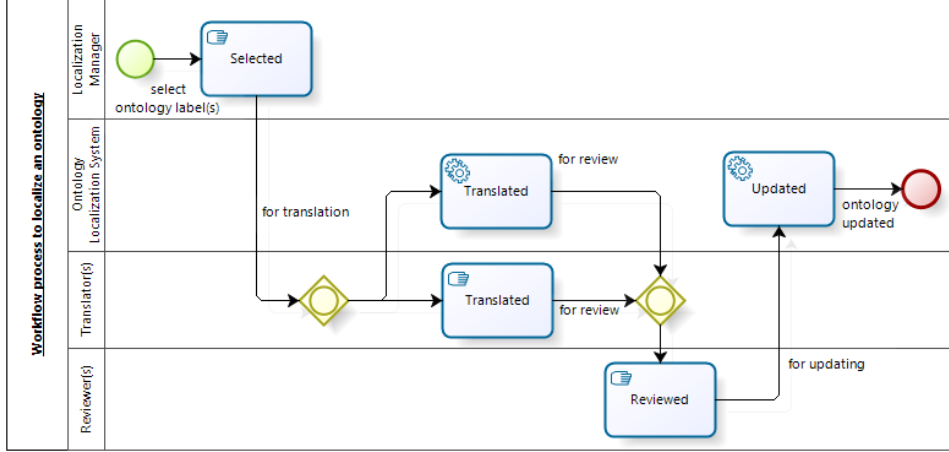 Workflow process to localize an ontology
Localization
Manager
Selected
select
ontology label(s)
Ontology
Localization System
for translation
Translated
for review
Updated
ontology
updated
Translator(s)
Translated
for review
Reviewer(s)
Reviewed
for updating